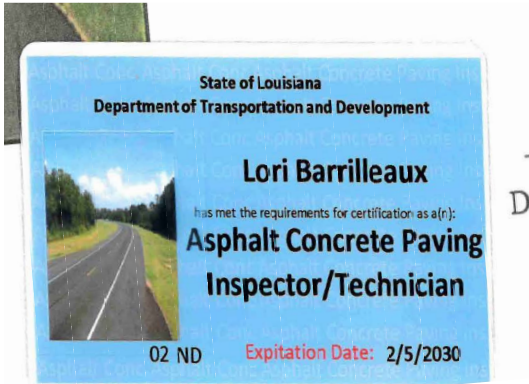 State of Louisiana
Department of Transportation and Development
Lori Barrilleaux
has met the requirements for certification as a(n):
Asphalt Concrete Paving
Inspector/Technician
02 ND Expitation Date: 2/5/2030
D